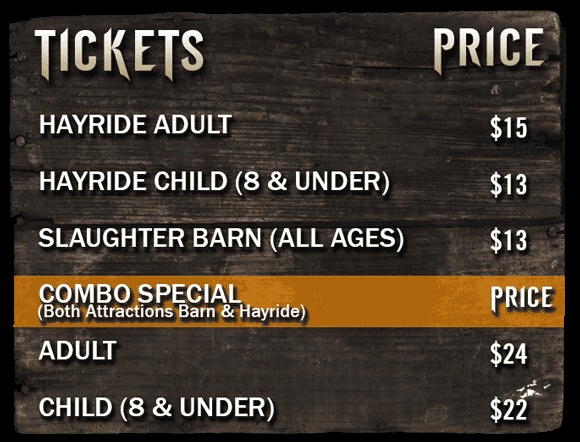 TICKETS PRICE
HAYRIDE ADULT $15
HAYRIDE CHILD (8 & UNDER) $13
SLAUGHTER BARN (ALL AGES) $13
COMBO SPECIAL PRICE
(Both Attractions Barn & Hayride)
ADULT $24
CHILD (8 & UNDER) $22